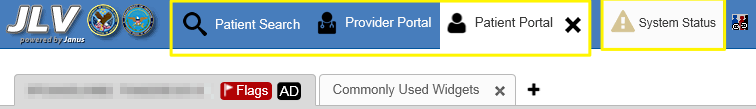 JLV Patient Search Provider Portal Patient Portal System Status
powered by Janus
Flags AD Commonly Used Widgets